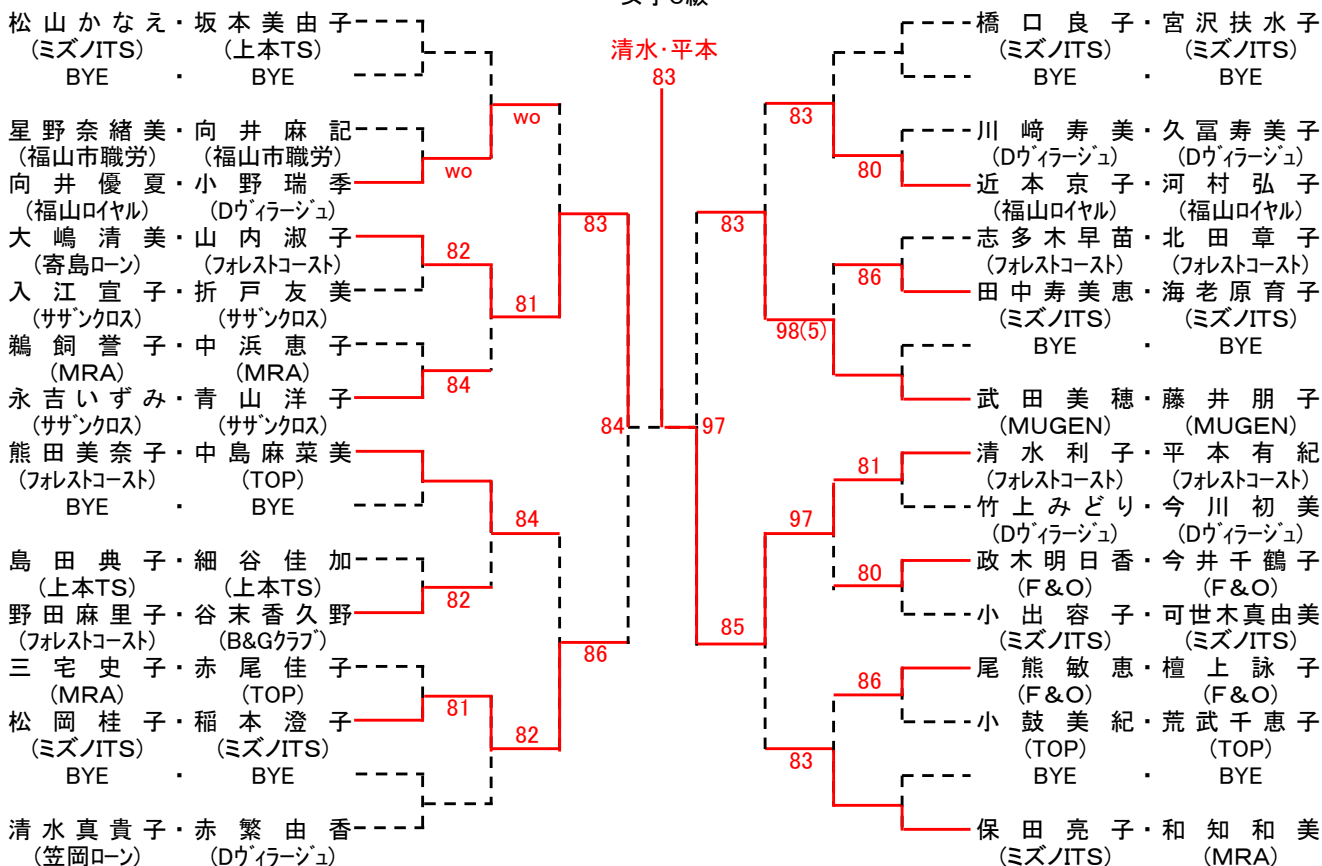 松山かなえ・坂本美由子
(ミズノITS) (上本TS)
BYE ・ BYE
星野奈緒美・向井麻記
(福山市職労) (福山市職労)
向井優夏・小野瑞季
(福山ロイヤル) (Dヴィラージュ)
大嶋清美・山内淑子
(寄島ローン) (フォレストコースト)
入江宣子・折戸友美
(サザンクロス) (サザンクロス)
鵜飼誉子・中浜恵子
(MRA) (MRA)
永吉いずみ・青山洋子
(サザンクロス) (サザンクロス)
熊田美奈子・中島麻菜美
(フォレストコースト) (TOP)
BYE ・ BYE
島田典子・細谷佳加
(上本TS) (上本TS)
野田麻里子・谷末香久野
(フォレストコースト) (B&Gクラブ)
三宅史子・赤尾佳子
(MRA) (TOP)
松岡桂子・稲本澄子
(ミズノITS) (ミズノITS)
BYE ・ BYE
清水真貴子・赤繁由香
(笠岡ローン) (Dヴィラージュ)
wo
82
84
82
81
wo
81
84
82
83
86
84
清水・平本
83
97
83
85
83
98(5)
97
83
80
86
81
80
86
橋口良子・宮沢扶水子
(ミズノITS) (ミズノITS)
BYE ・ BYE
川﨑寿美・久冨寿美子
(Dヴィラージュ) (Dヴィラージュ)
近本京子・河村弘子
(福山ロイヤル) (福山ロイヤル)
志多木早苗・北田章子
(フォレストコースト) (フォレストコースト)
田中寿美恵・海老原育子
(ミズノITS) (ミズノITS)
BYE ・ BYE
武田美穂・藤井朋子
(MUGEN) (MUGEN)
清水利子・平本有紀
(フォレストコースト) (フォレストコースト)
竹上みどり・今川初美
(Dヴィラージュ) (Dヴィラージュ)
政木明日香・今井千鶴子
(F&O) (F&O)
小出容子・可世木真由美
(ミズノITS) (ミズノITS)
尾熊敏恵・檀上詠子
(F&O) (F&O)
小鼓美紀・荒武千恵子
(TOP) (TOP)
BYE ・ BYE
保田亮子・和知和美
(ミズノITS) (MRA)